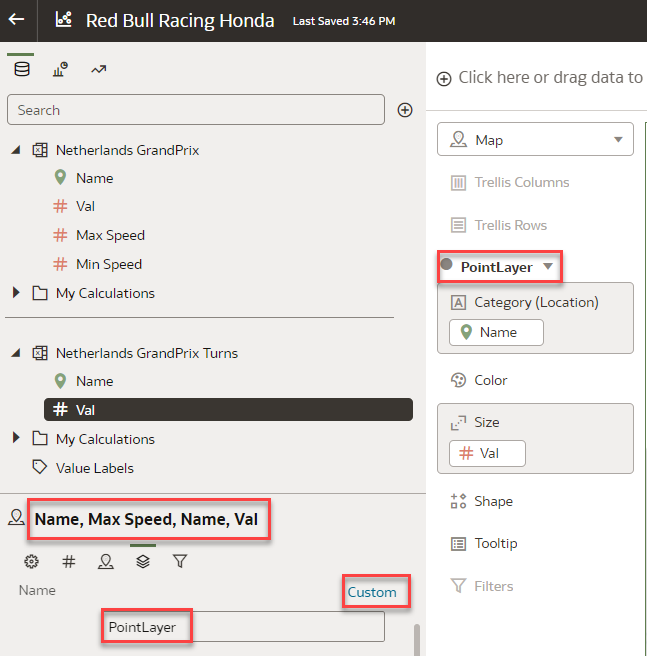 Red Bull Racing Honda Last Saved 3:46 PM
Search
Netherlands GrandPrix
Name
# Val
# Max Speed
# Min Speed
My Calculations
Netherlands GrandPrix Turns
Name
# Val
My Calculations
Value Labels
Name, Max Speed, Name, Val
#
Name
Custom
PointLayer
Click here or drag data to
Map
Trellis Columns
Trellis Rows
PointLayer
A Category (Location)
Name
Color
Size
# Val
Shape
Tooltip
Filters